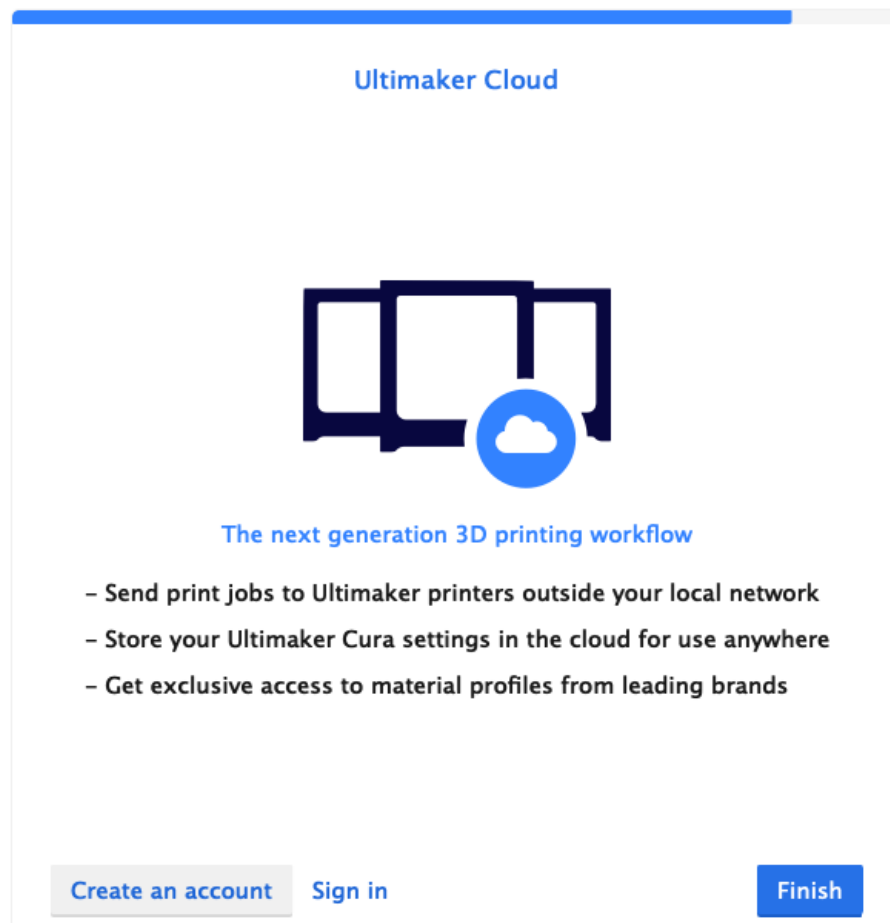 Ultimaker Cloud
The next generation 3D printing workflow
– Send print jobs to Ultimaker printers outside your local network
– Store your Ultimaker Cura settings in the cloud for use anywhere
– Get exclusive access to material profiles from leading brands
Create an account Sign in Finish